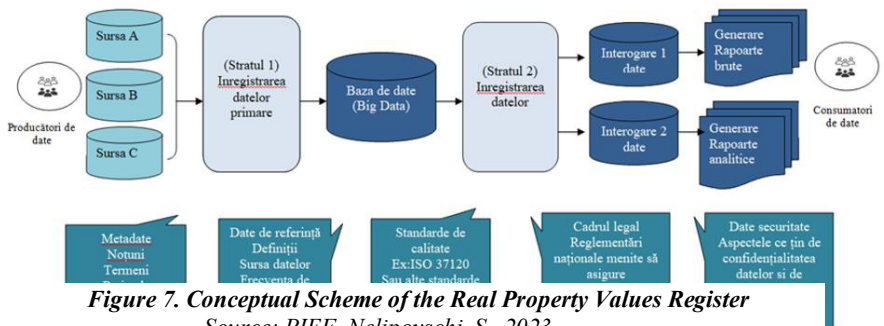 Sursa A
Sursa B
Sursa C
Producători de
date
(Stratul 1)
Inregistrarea
datelor
primare
Baza de date
(Big Data)
(Stratul 2)
Inregistrarea
datelor
Interogare 1
date
Interogare 2
date
Generare
Rapoarte
brute
Generare
Rapoarte
analitice
Consumatori
de date
Metadate
Noțuni
Termeni
Date de referință
Definiții
Sursa datelor
Frecvența de
Standarde de
calitate
Ex:ISO 37120
Sau alte standarde
Cadrul legal
Reglementări
naționale menite să
asigure
Date securitate
Aspectele ce țin de
confidențialitatea
datelor si de
Figure 7. Conceptual Scheme of the Real Property Values Register